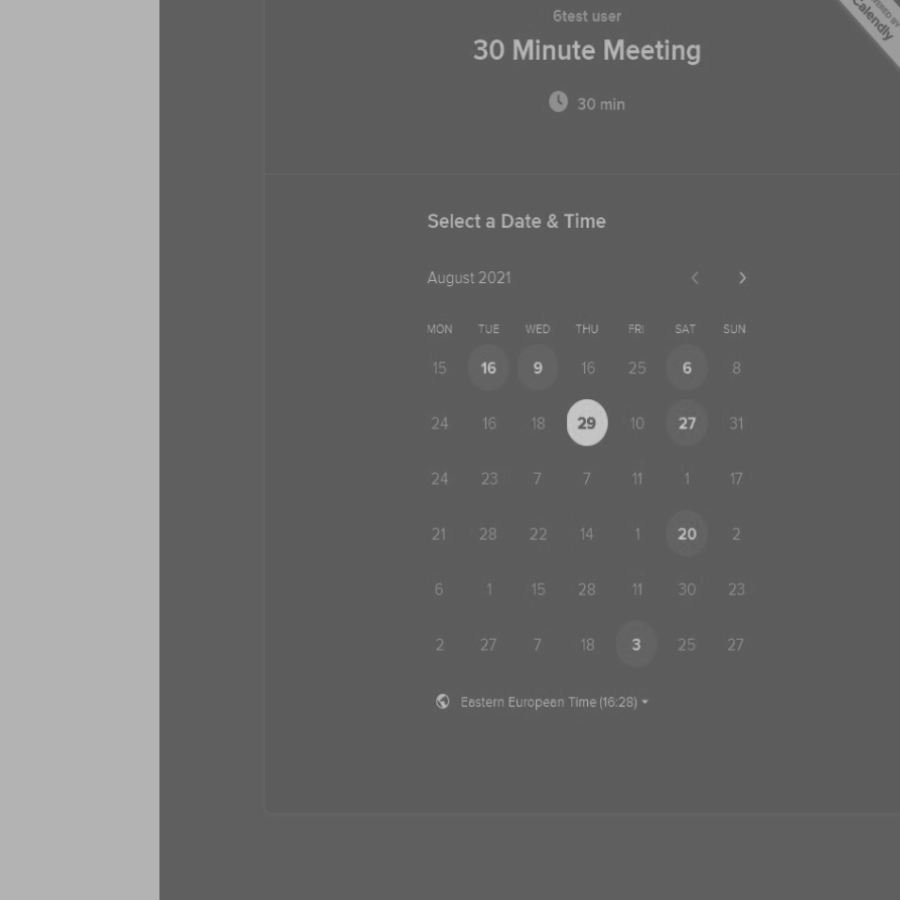 6test user
30 Minute Meeting
30 min
Calendly
Select a Date & Time
August 2021
MON TUE WED THU FRI SAT SUN
15 16 9 16 25 6 8
24 16 18 29 10 27 31
24 23 7 7 11 1 17
21 28 22 14 1 20 2
6 1 15 28 11 30 23
2 27 7 18 3 25 27
Eastern European Time (16:28)